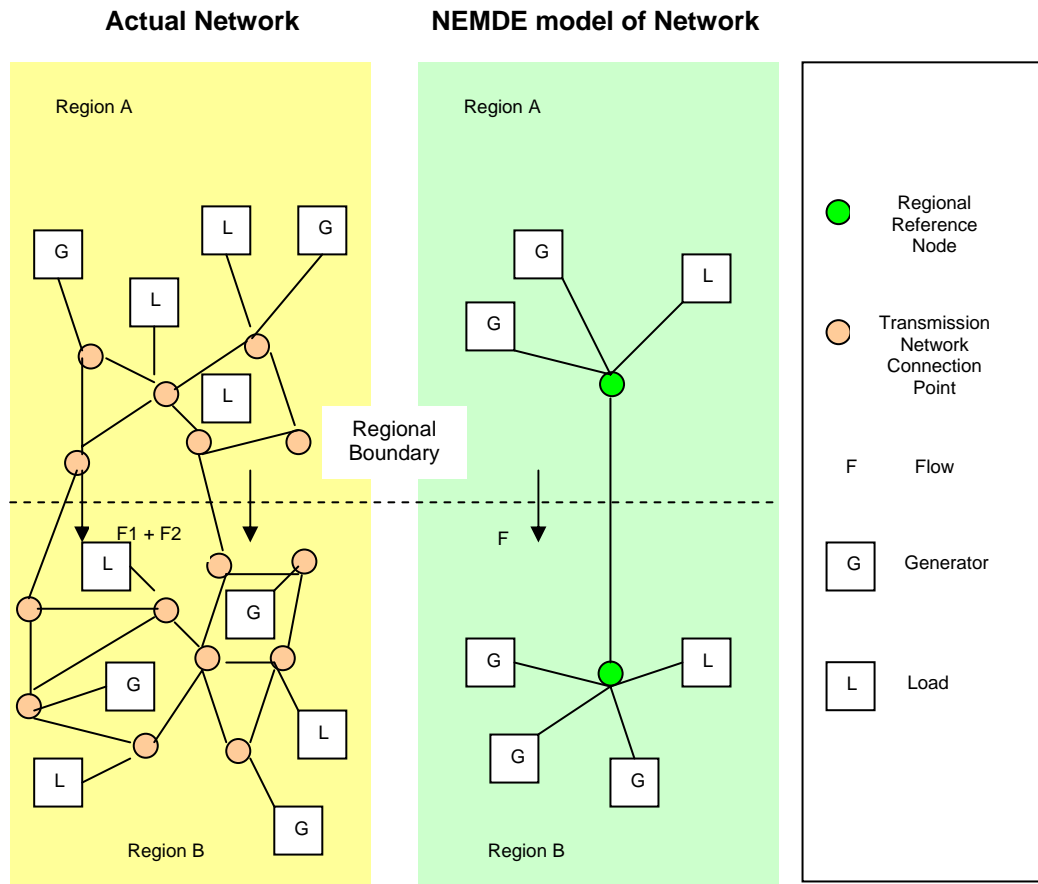 Actual Network
NEMDE model of Network
Region A
G
L
G
L
L
F1 + F2
L
G
G
L
L
G
Region B
Regional
Boundary
Region A
G
L
G
F
G
L
G
G
Region B
Regional
Reference
Node
Transmission
Network
Connection
Point
F
Flow
G
Generator
L
Load